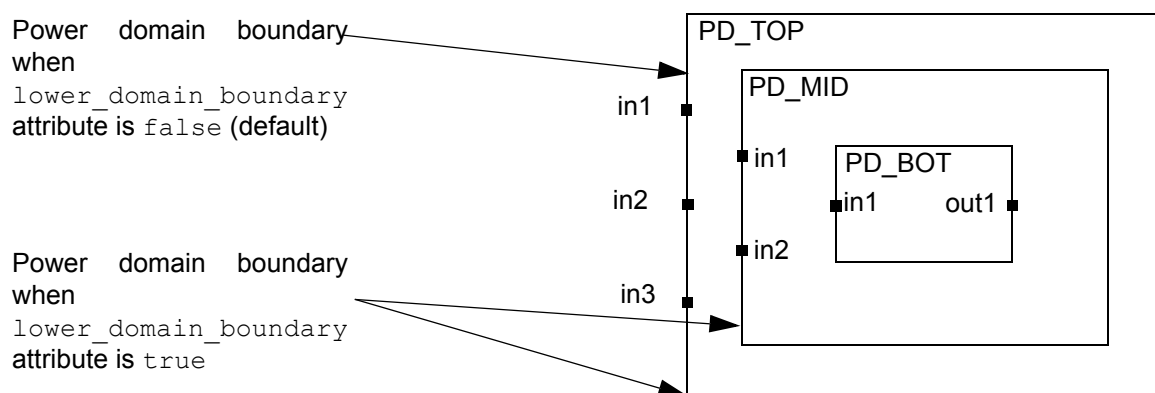 Power domain boundary
when
lower_domain_boundary
attribute is false (default)
PD_TOP
PD_MID
in1
in1
PD_BOT
in1 out1
in2
in2
in3
Power domain boundary
when
lower_domain_boundary
attribute is true